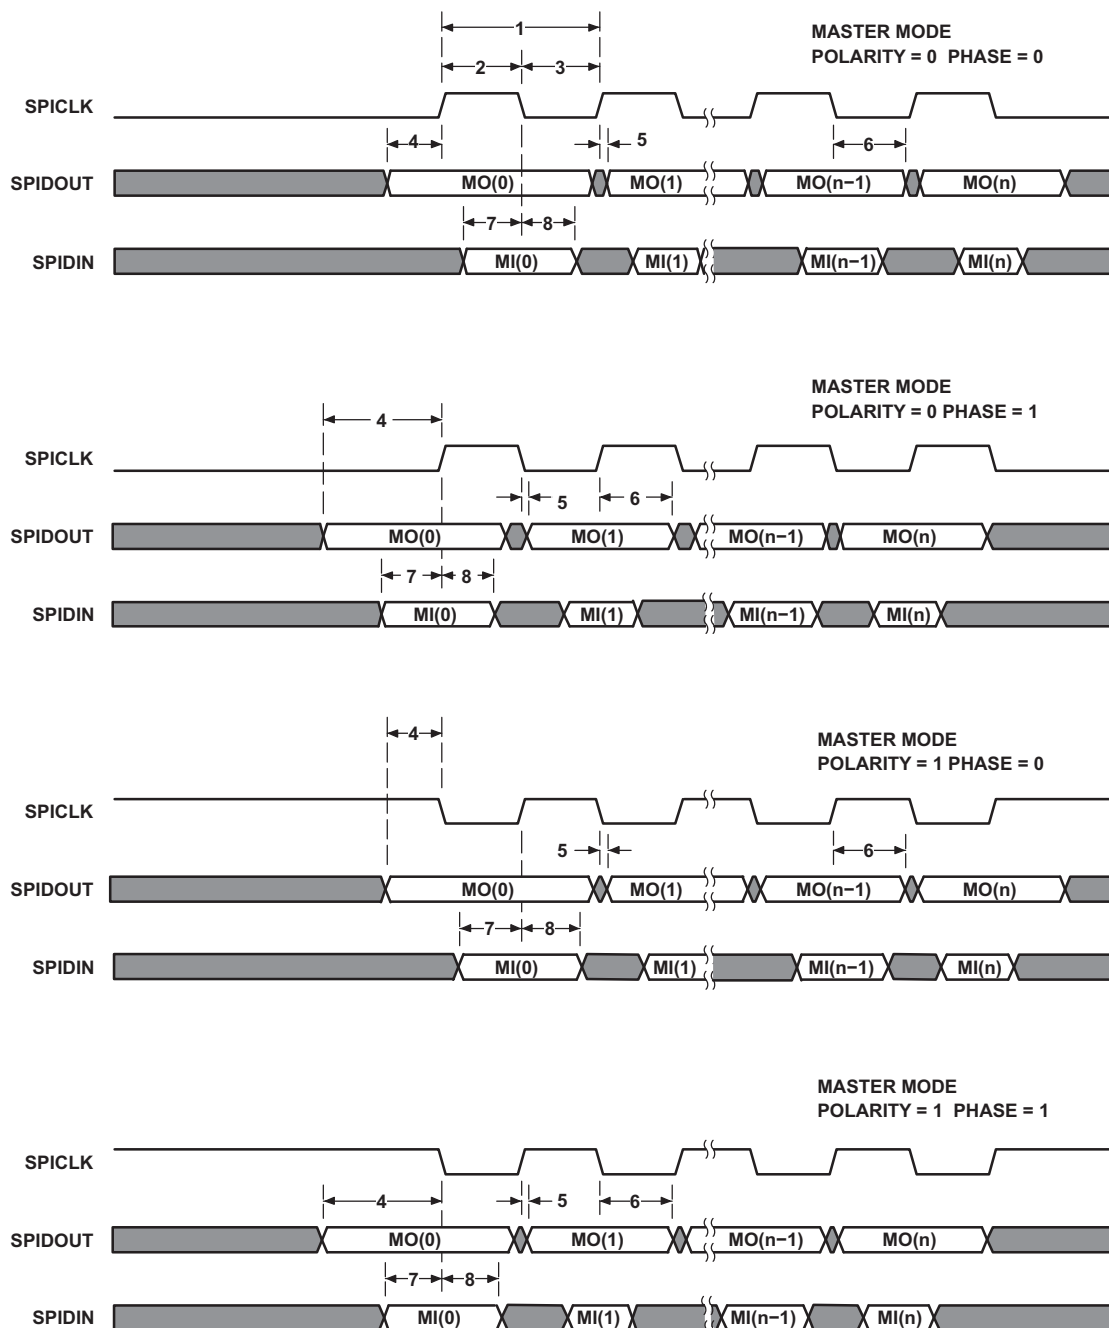 1
MASTER MODE
POLARITY = 0 PHASE = 0
2 3
SPICLK
4 5 6
SPIDOUT MO(0) MO(1) MO(n−1) MO(n)
7 8
SPIDIN MI(0) MI(1) MI(n−1) MI(n)
MASTER MODE
POLARITY = 0 PHASE = 1
4
SPICLK
5 6
SPIDOUT MO(0) MO(1) MO(n−1) MO(n)
7 8
SPIDIN MI(0) MI(1) MI(n−1) MI(n)
4
MASTER MODE
POLARITY = 1 PHASE = 0
SPICLK
5 6
SPIDOUT MO(0) MO(1) MO(n−1) MO(n)
7 8
SPIDIN MI(0) MI(1) MI(n−1) MI(n)
MASTER MODE
POLARITY = 1 PHASE = 1
SPICLK
4 5 6
SPIDOUT MO(0) MO(1) MO(n−1) MO(n)
7 8
SPIDIN MI(0) MI(1) MI(n−1) MI(n)